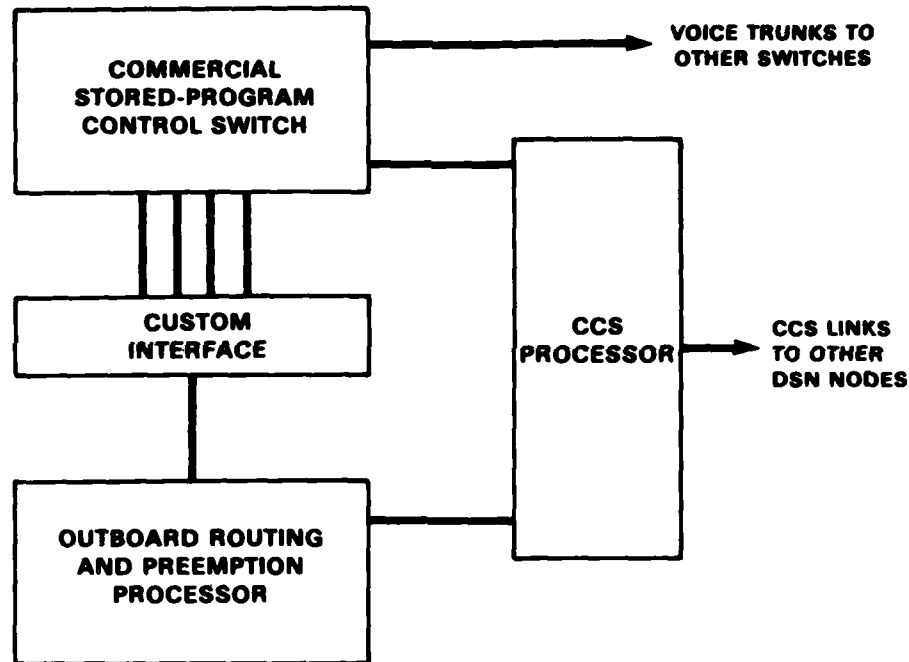 COMMERCIAL
STORED-PROGRAM
CONTROL SWITCH
VOICE TRUNKS TO
OTHER SWITCHES
CUSTOM
INTERFACE
CCS
PROCESSOR
CCS LINKS
TO OTHER
DSN NODES
OUTBOARD ROUTING
AND PREEMPTION
PROCESSOR